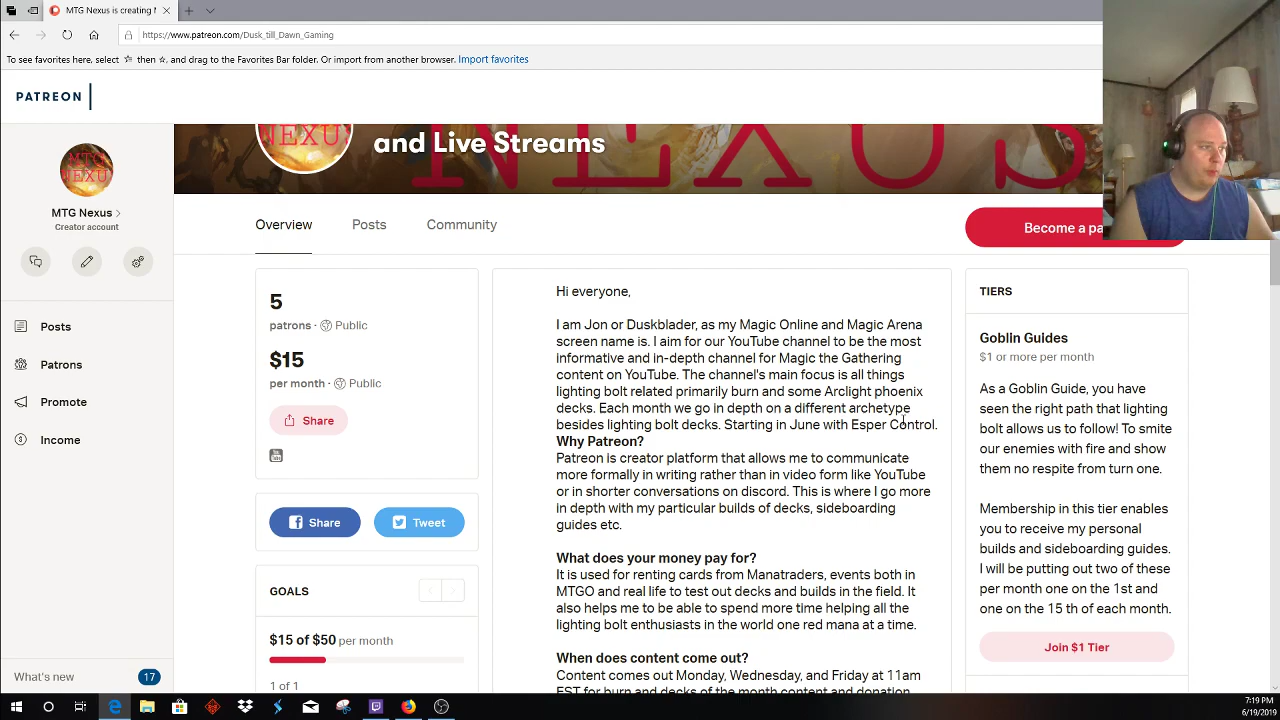 MTG Nexus is creating M
https://www.patreon.com/Dusk_till_Dawn_Gaming
To see favorites here, select then , and drag to the Favorites Bar folder. Or import from another browser. Import favorites
PATREON
MTG NEXUS
MTG Nexus
Creator account
Posts
Patrons
Promote
Income
What's new 17
NEXUS
and Live Streams
NEXUS
Overview Posts Community
Become a pa
5
patrons · Public
$15
per month · Public
Share
You Tube
Share Tweet
GOALS
$15 of $50 per month
1 of 1
Hi everyone,
I am Jon or Duskblader, as my Magic Online and Magic Arena
screen name is. I aim for our YouTube channel to be the most
informative and in-depth channel for Magic the Gathering
content on YouTube. The channel's main focus is all things
lighting bolt related primarily burn and some Arclight phoenix
decks. Each month we go in depth on a different archetype
besides lighting bolt decks. Starting in June with Esper Control.
Why Patreon?
Patreon is creator platform that allows me to communicate
more formally in writing rather than in video form like YouTube
or in shorter conversations on discord. This is where I go more
in depth with my particular builds of decks, sideboarding
guides etc.
What does your money pay for?
It is used for renting cards from Manatraders, events both in
MTGO and real life to test out decks and builds in the field. It
also helps me to be able to spend more time helping all the
lighting bolt enthusiasts in the world one red mana at a time.
When does content come out?
Content comes out Monday, Wednesday, and Friday at 11am
EST for burn and decks of the month content and donation
TIERS
Goblin Guides
$1 or more per month
As a Goblin Guide, you have
seen the right path that lighting
bolt allows us to follow! To smite
our enemies with fire and show
them no respite from turn one.
Membership in this tier enables
you to receive my personal
builds and sideboarding guides.
I will be putting out two of these
per month one on the 1st and
one on the 15 th of each month.
Join $1 Tier
7:19 PM
6/19/2019